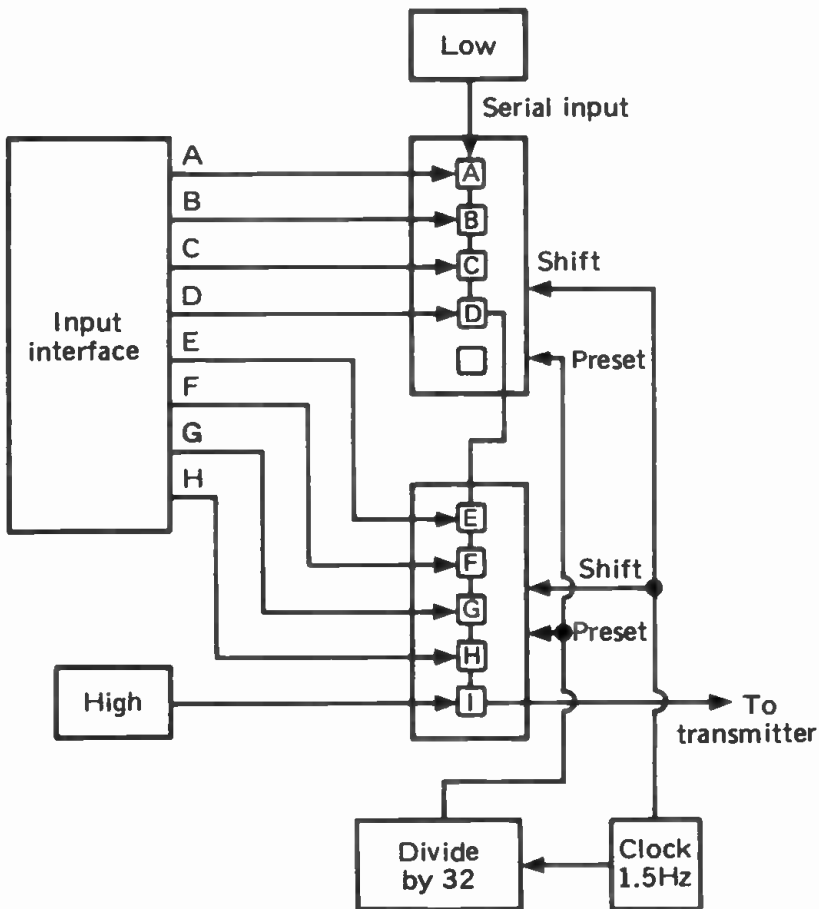 Low
Serial input
A
B
C
D
E
F
G
H
Input
interface
A
B
C
D
Shift
Preset
E
F
G
H
I
Shift
Preset
High
To
transmitter
Divide
by 32
Clock
1.5Hz